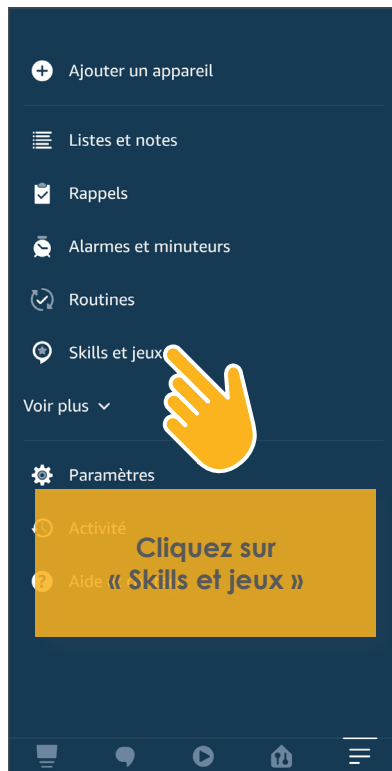 Ajouter un appareil
Listes et notes
Rappels
Alarmes et minuteurs
Routines
Skills et jeux
Voir plus
Paramètres
Activité
Aide
Cliquez sur
« Skills et jeux »